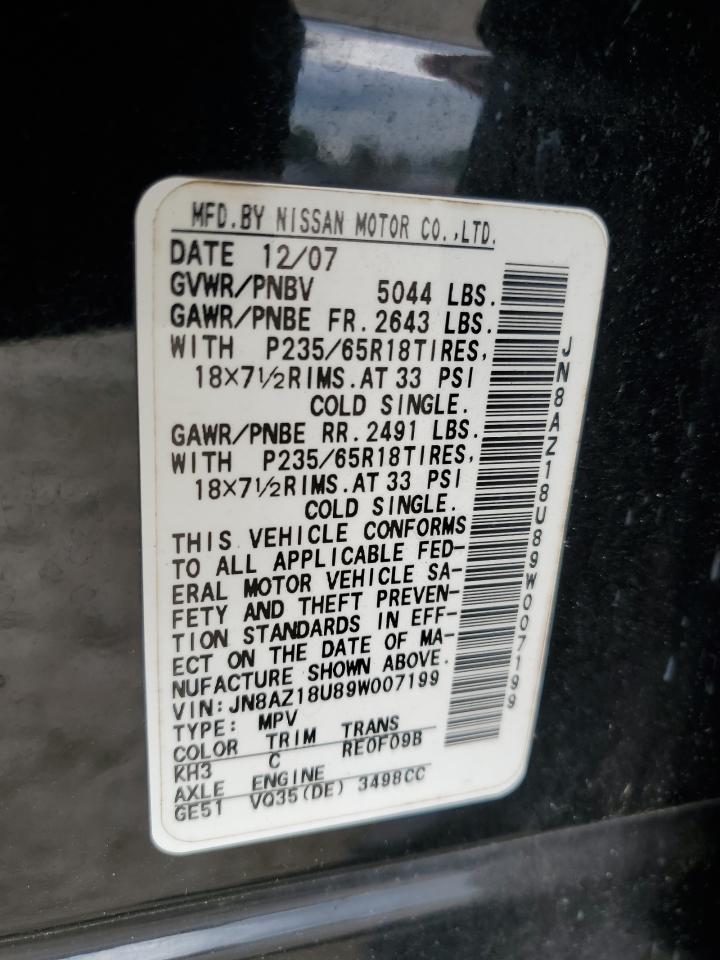 MFD.BY NISSAN MOTOR CO.,LTD.
DATE 12/07
GVWR/PNBV 5044 LBS.
GAWR/PNBE FR. 2643 LBS.
WITH P235/65R18TIRES,
18×7½RIMS.AT 33 PSI
COLD SINGLE.
GAWR/PNBE RR. 2491 LBS.
WITH P235/65R18TIRES,
18×7½RIMS.AT 33 PSI
COLD SINGLE.
THIS VEHICLE CONFORMS
TO ALL APPLICABLE FED-
ERAL MOTOR VEHICLE SA-
FETY AND THEFT PREVEN-
TION STANDARDS IN EFF-
ECT ON THE DATE OF MA-
NUFACTURE SHOWN ABOVE.
VIN:JN8AZ18U89W007199
TYPE: MPV
COLOR TRIM TRANS
KH3 C RE0F09B
AXLE ENGINE
GE51 VQ35(DE) 3498CC
JN8AZ18U89W007199